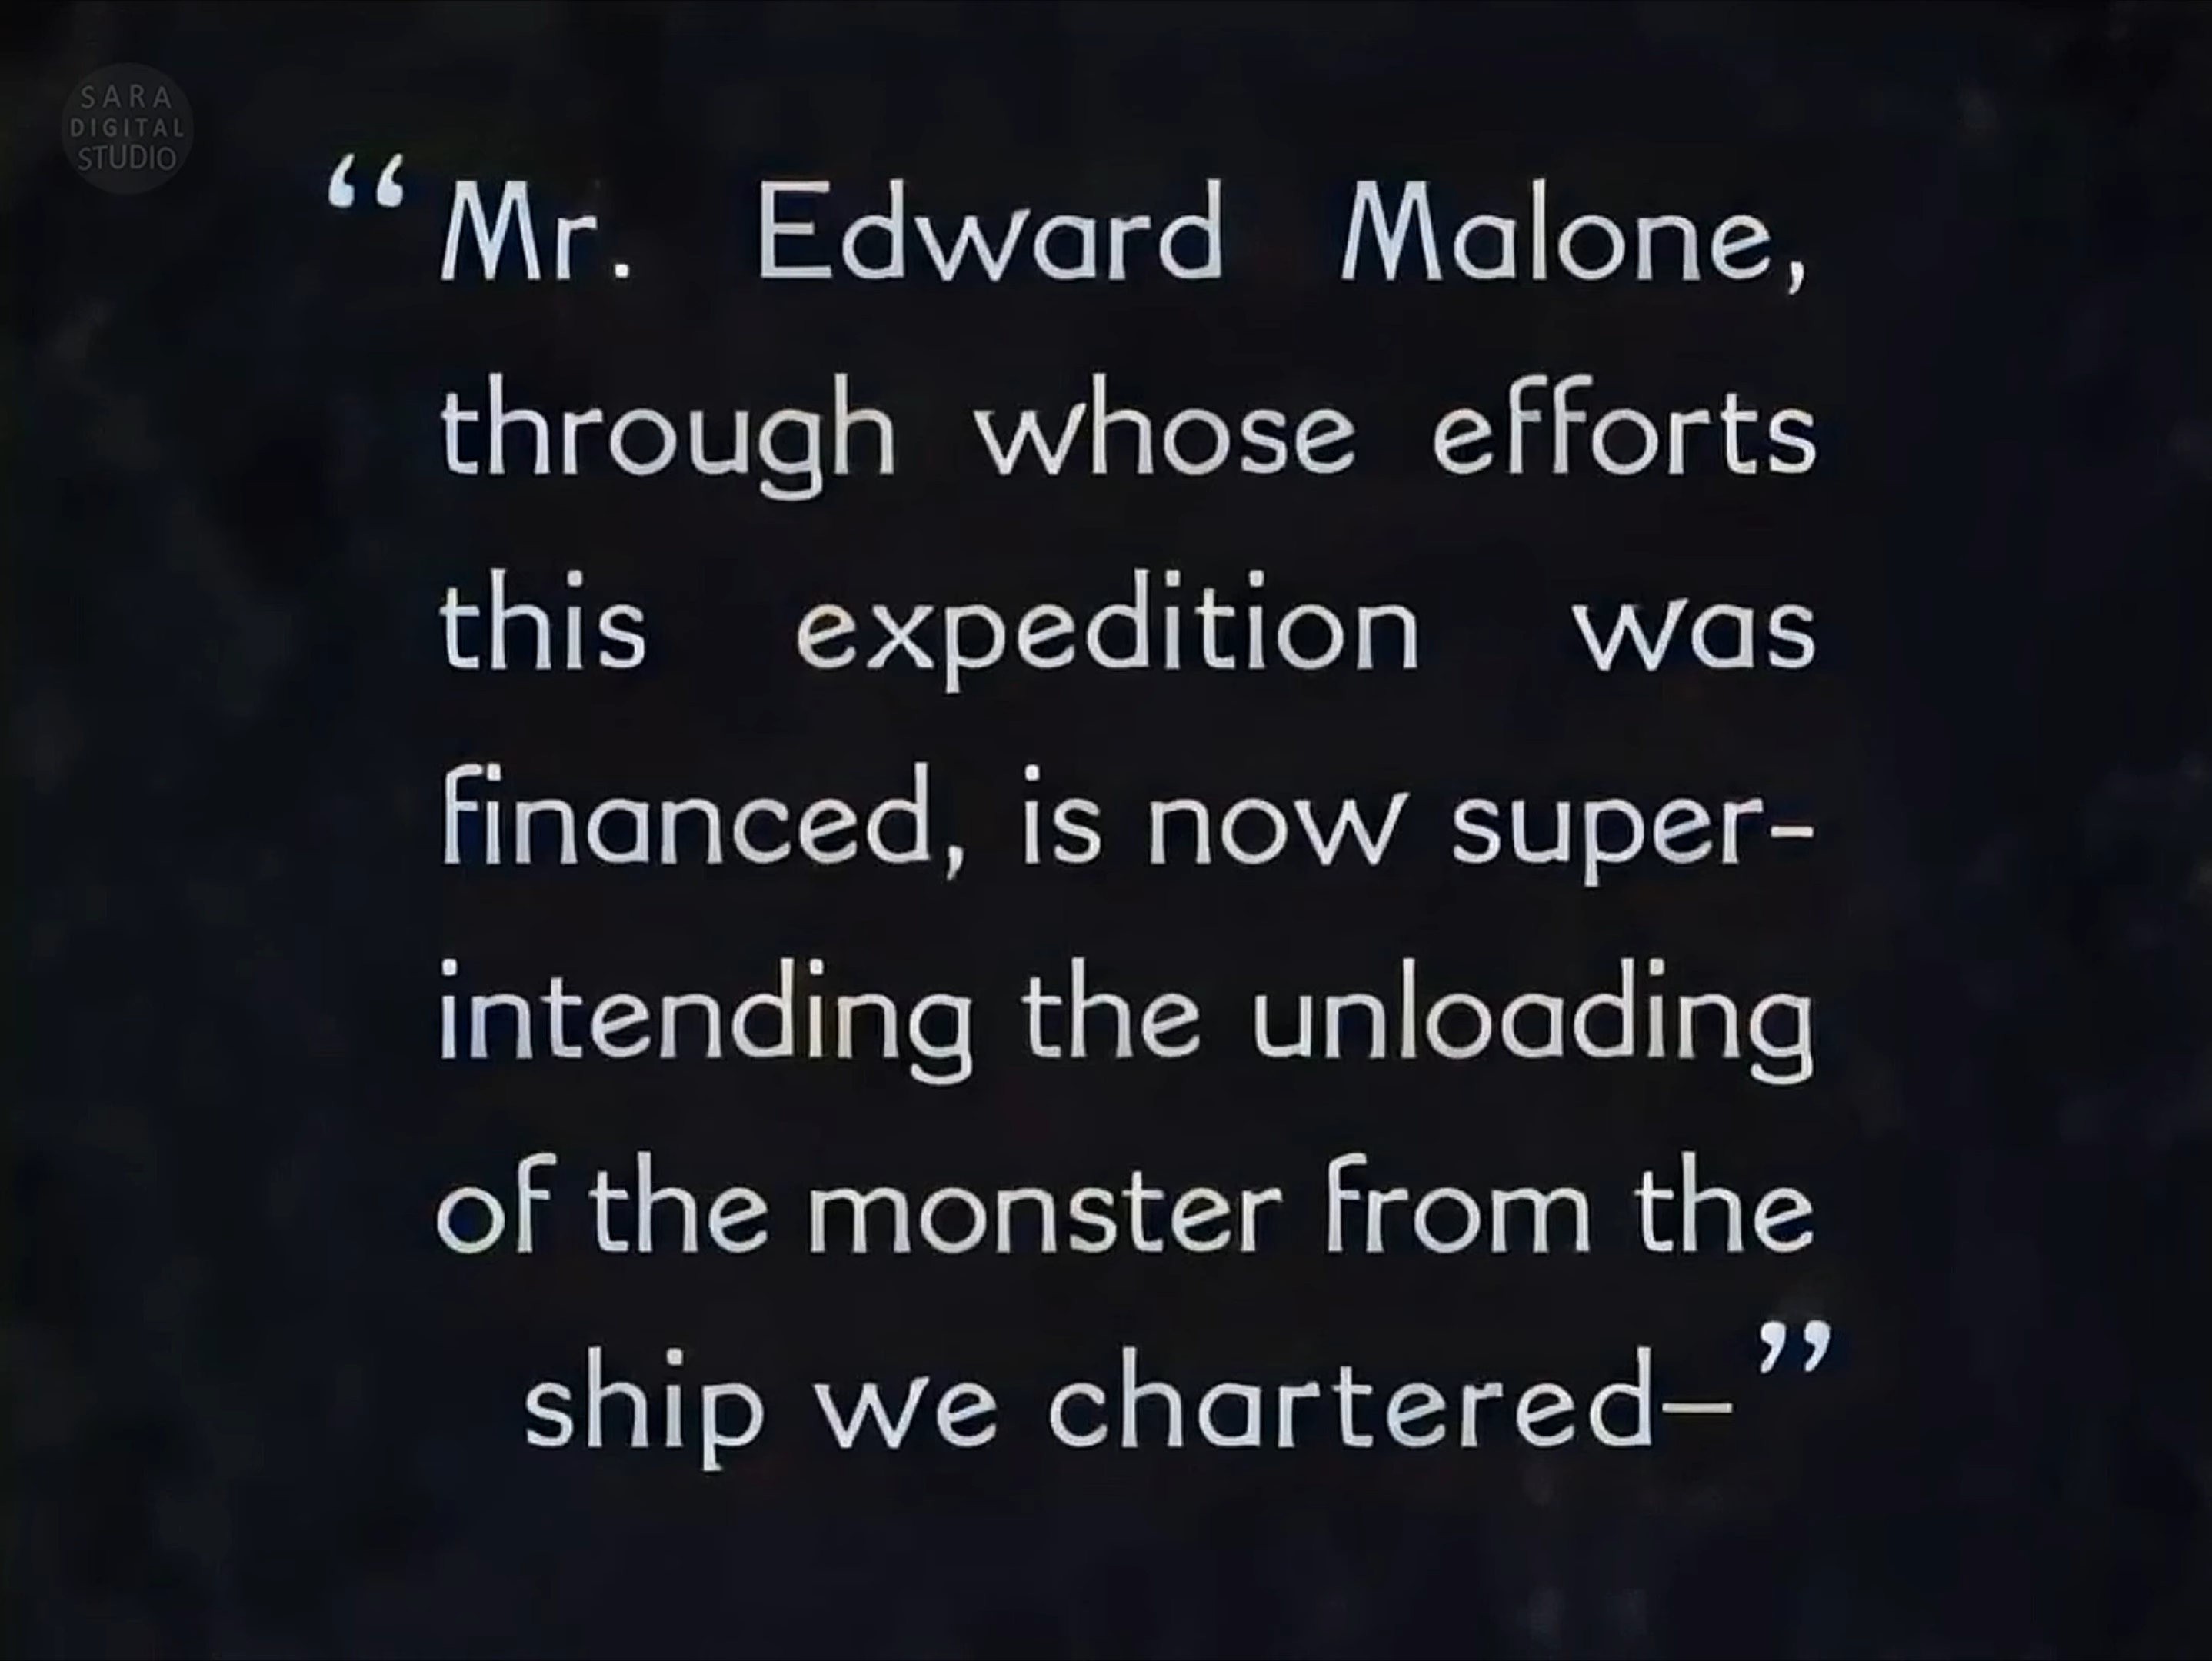 SARA
DIGITAL
STUDIO
“Mr. Edward Malone,
through whose efforts
this expedition was
financed, is now super-
intending the unloading
of the monster from the
ship we chartered—”